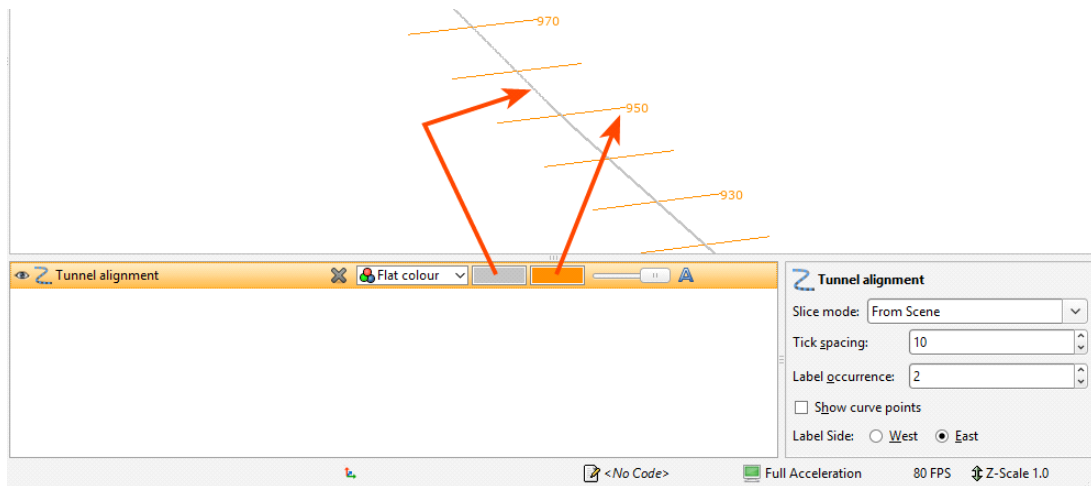 970
950
930
Tunnel alignment
Flat colour
A
Tunnel alignment
Slice mode: From Scene
Tick spacing: 10
Label occurrence: 2
Show curve points
Label Side: West East
<No Code>
Full Acceleration
80 FPS
Z-Scale 1.0